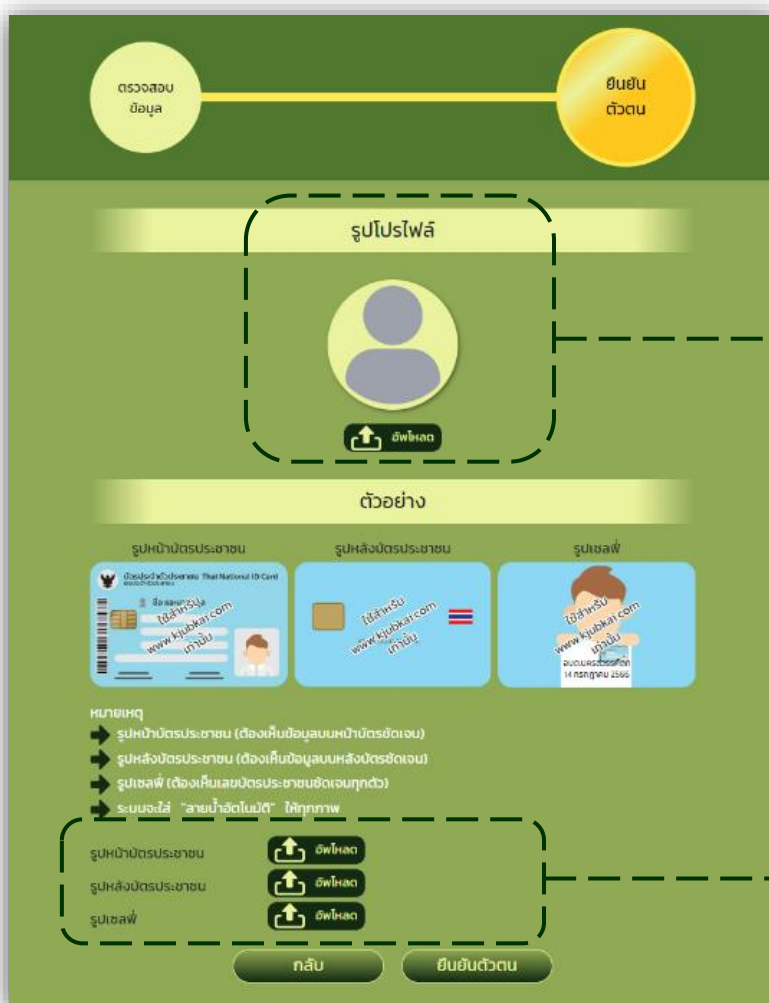 ตรวจสอบ
ข้อมูล
ยืนยัน
ตัวตน
รูปโปรไฟล์
อัพโหลด
ตัวอย่าง
รูปหน้าบัตรประชาชน
รูปหลังบัตรประชาชน
รูปเซลฟี่
บัตรประจำตัวประชาชน Thai National ID Card
ใช้สำหรับ
www.kjubkai.com
เท่านั้น
ใช้สำหรับ
www.kjubkai.com
เท่านั้น
ใช้สำหรับ
www.kjubkai.com
เท่านั้น
14 กรกฎาคม 2566
หมายเหตุ
รูปหน้าบัตรประชาชน (ต้องเห็นข้อมูลบนหน้าบัตรชัดเจน)
รูปหลังบัตรประชาชน (ต้องเห็นข้อมูลบนหลังบัตรชัดเจน)
รูปเซลฟี่ (ต้องเห็นเลขบัตรประชาชนชัดเจนทุกตัว)
ระบบจะใส่ "ลายน้ำอัตโนมัติ" ให้ทุกภาพ
รูปหน้าบัตรประชาชน อัพโหลด
รูปหลังบัตรประชาชน อัพโหลด
รูปเซลฟี่ อัพโหลด
กลับ ยืนยันตัวตน